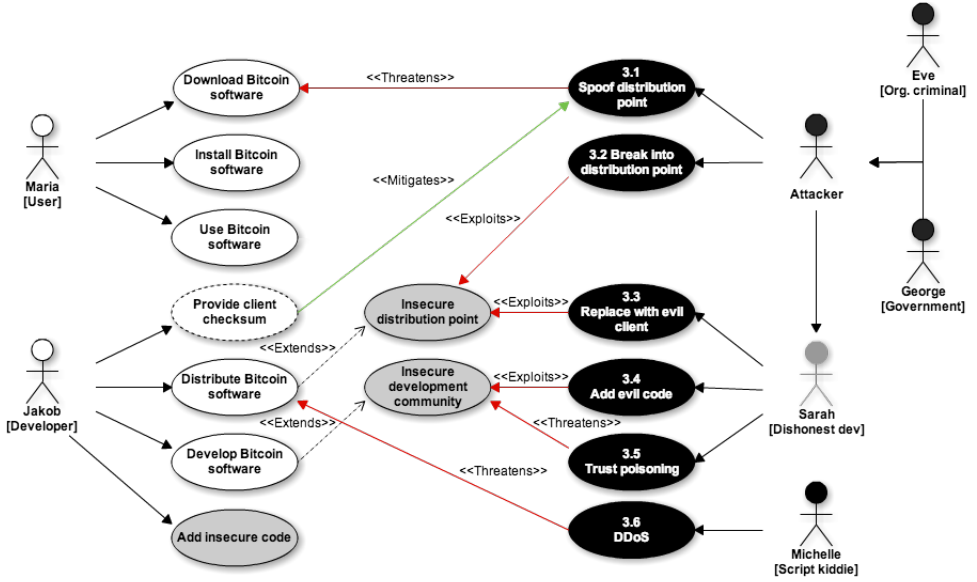 Download Bitcoin
software
<<Threatens>>
3.1
Spoof distribution
point
Eve
[Org. criminal]
Install Bitcoin
software
3.2 Break into
distribution point
Maria
[User]
<<Mitigates>>
Attacker
Use Bitcoin
software
<<Exploits>>
Provide client
checksum
Insecure
distribution point
<<Exploits>>
3.3
Replace with evil
client
George
[Government]
<<Extends>>
Distribute Bitcoin
software
Insecure
development
community
<<Exploits>>
3.4
Add evil code
Jakob
[Developer]
<<Extends>>
<<Threatens>>
Sarah
[Dishonest dev]
Develop Bitcoin
software
<<Threatens>>
3.5
Trust poisoning
Add insecure code
3.6
DDoS
Michelle
[Script kiddie]